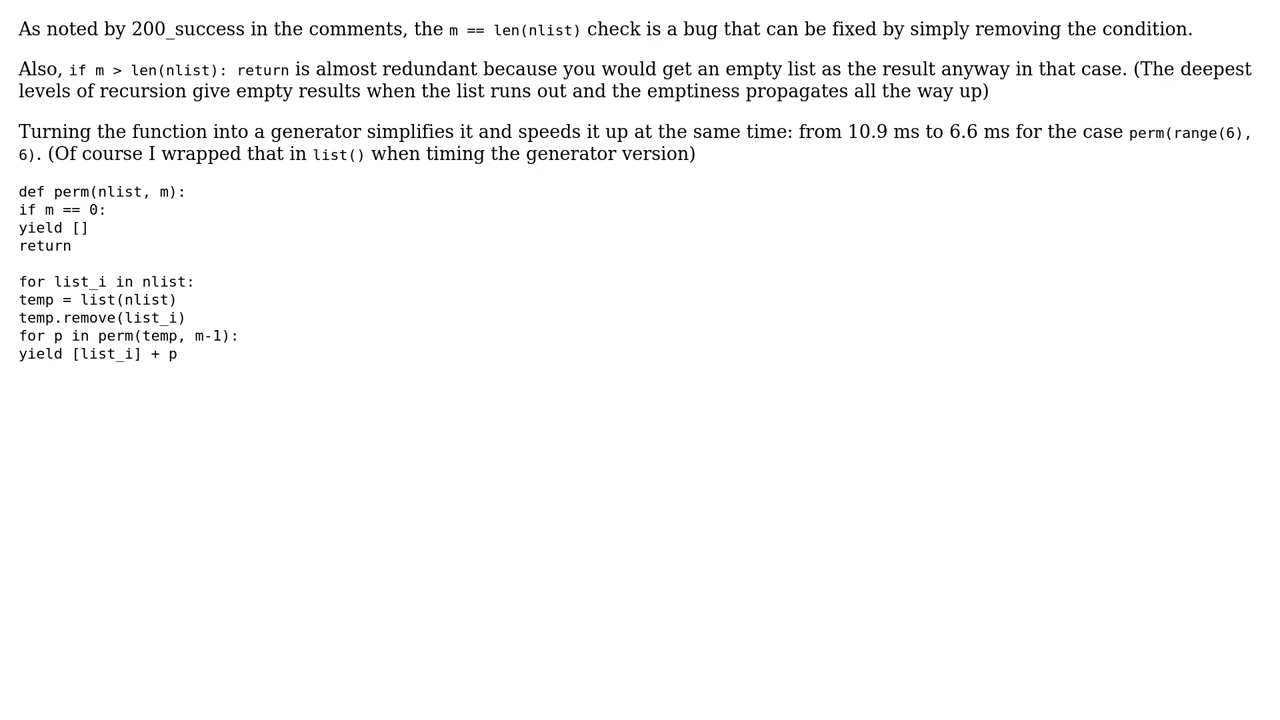 As noted by 200_success in the comments, the m == len(nlist) check is a bug that can be fixed by simply removing the condition.
Also, if m > len(nlist): return is almost redundant because you would get an empty list as the result anyway in that case. (The deepest
levels of recursion give empty results when the list runs out and the emptiness propagates all the way up)
Turning the function into a generator simplifies it and speeds it up at the same time: from 10.9 ms to 6.6 ms for the case perm(range(6),
6). (Of course I wrapped that in list() when timing the generator version)
def perm(nlist, m):
if m == 0:
yield []
return
for list_i in nlist:
temp = list(nlist)
temp.remove(list_i)
for p in perm(temp, m-1):
yield [list_i] + p